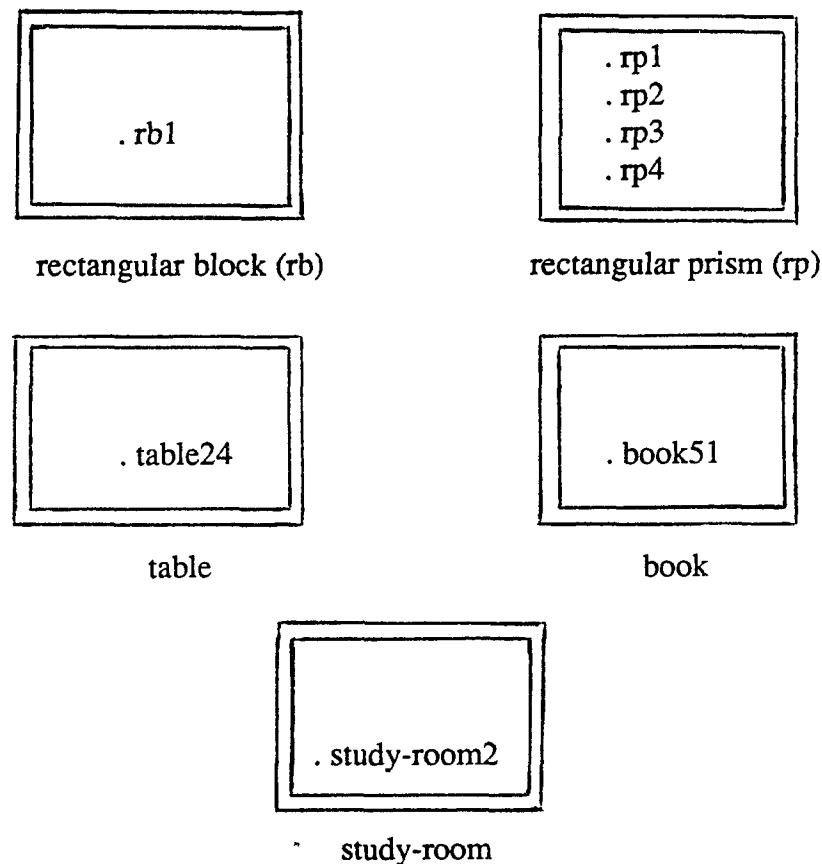 . rb1
. rp1
. rp2
. rp3
. rp4
rectangular block (rb)
rectangular prism (rp)
. table24
. book51
table
book
. study-room2
study-room